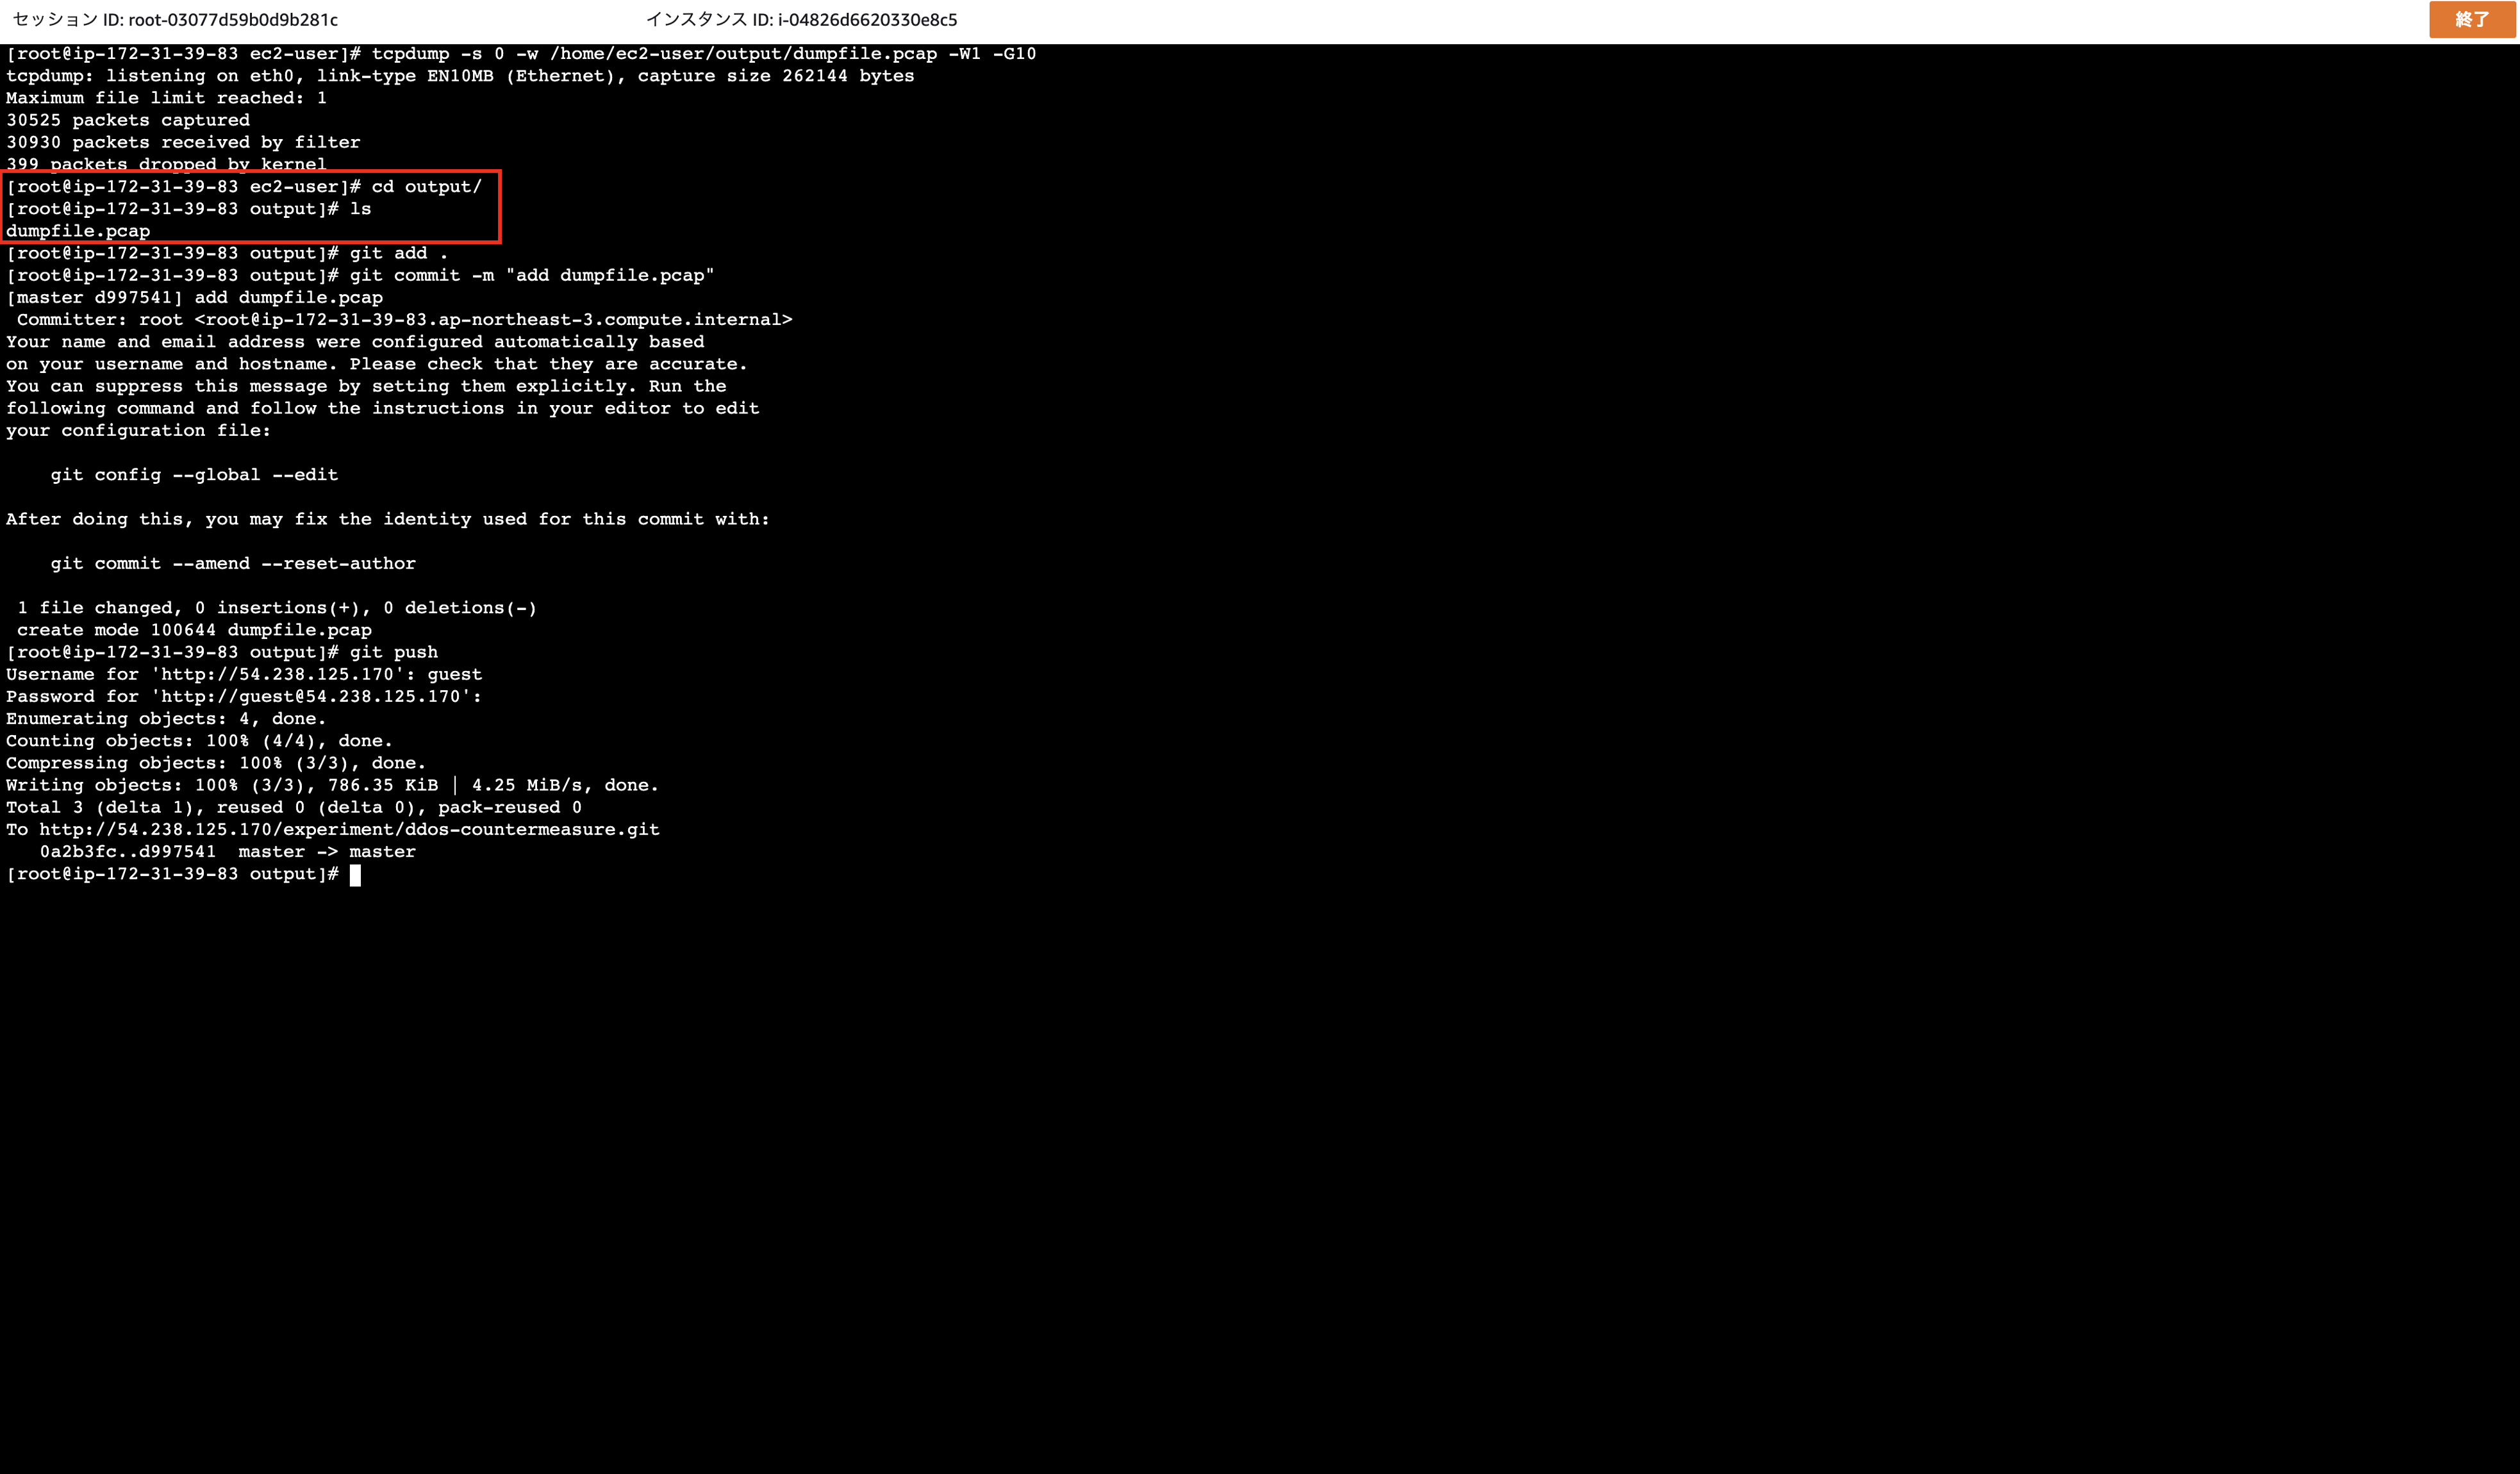 セッション ID: root-03077d59b0d9b281c
インスタンス ID: i-04826d6620330e8c5
終了
[root@ip-172-31-39-83 ec2-user]# tcpdump -s 0 -w /home/ec2-user/output/dumpfile.pcap -W1 -G10
tcpdump: listening on eth0, link-type EN10MB (Ethernet), capture size 262144 bytes
Maximum file limit reached: 1
30525 packets captured
30930 packets received by filter
399 packets dropped by kernel
[root@ip-172-31-39-83 ec2-user]# cd output/
[root@ip-172-31-39-83 output]# ls
dumpfile.pcap
[root@ip-172-31-39-83 output]# git add .
[root@ip-172-31-39-83 output]# git commit -m "add dumpfile.pcap"
[master d997541] add dumpfile.pcap
 Committer: root <root@ip-172-31-39-83.ap-northeast-3.compute.internal>
Your name and email address were configured automatically based
on your username and hostname. Please check that they are accurate.
You can suppress this message by setting them explicitly. Run the
following command and follow the instructions in your editor to edit
your configuration file:

    git config --global --edit

After doing this, you may fix the identity used for this commit with:

    git commit --amend --reset-author

 1 file changed, 0 insertions(+), 0 deletions(-)
 create mode 100644 dumpfile.pcap
[root@ip-172-31-39-83 output]# git push
Username for 'http://54.238.125.170': guest
Password for 'http://guest@54.238.125.170':
Enumerating objects: 4, done.
Counting objects: 100% (4/4), done.
Compressing objects: 100% (3/3), done.
Writing objects: 100% (3/3), 786.35 KiB | 4.25 MiB/s, done.
Total 3 (delta 1), reused 0 (delta 0), pack-reused 0
To http://54.238.125.170/experiment/ddos-countermeasure.git
   0a2b3fc..d997541  master -> master
[root@ip-172-31-39-83 output]#